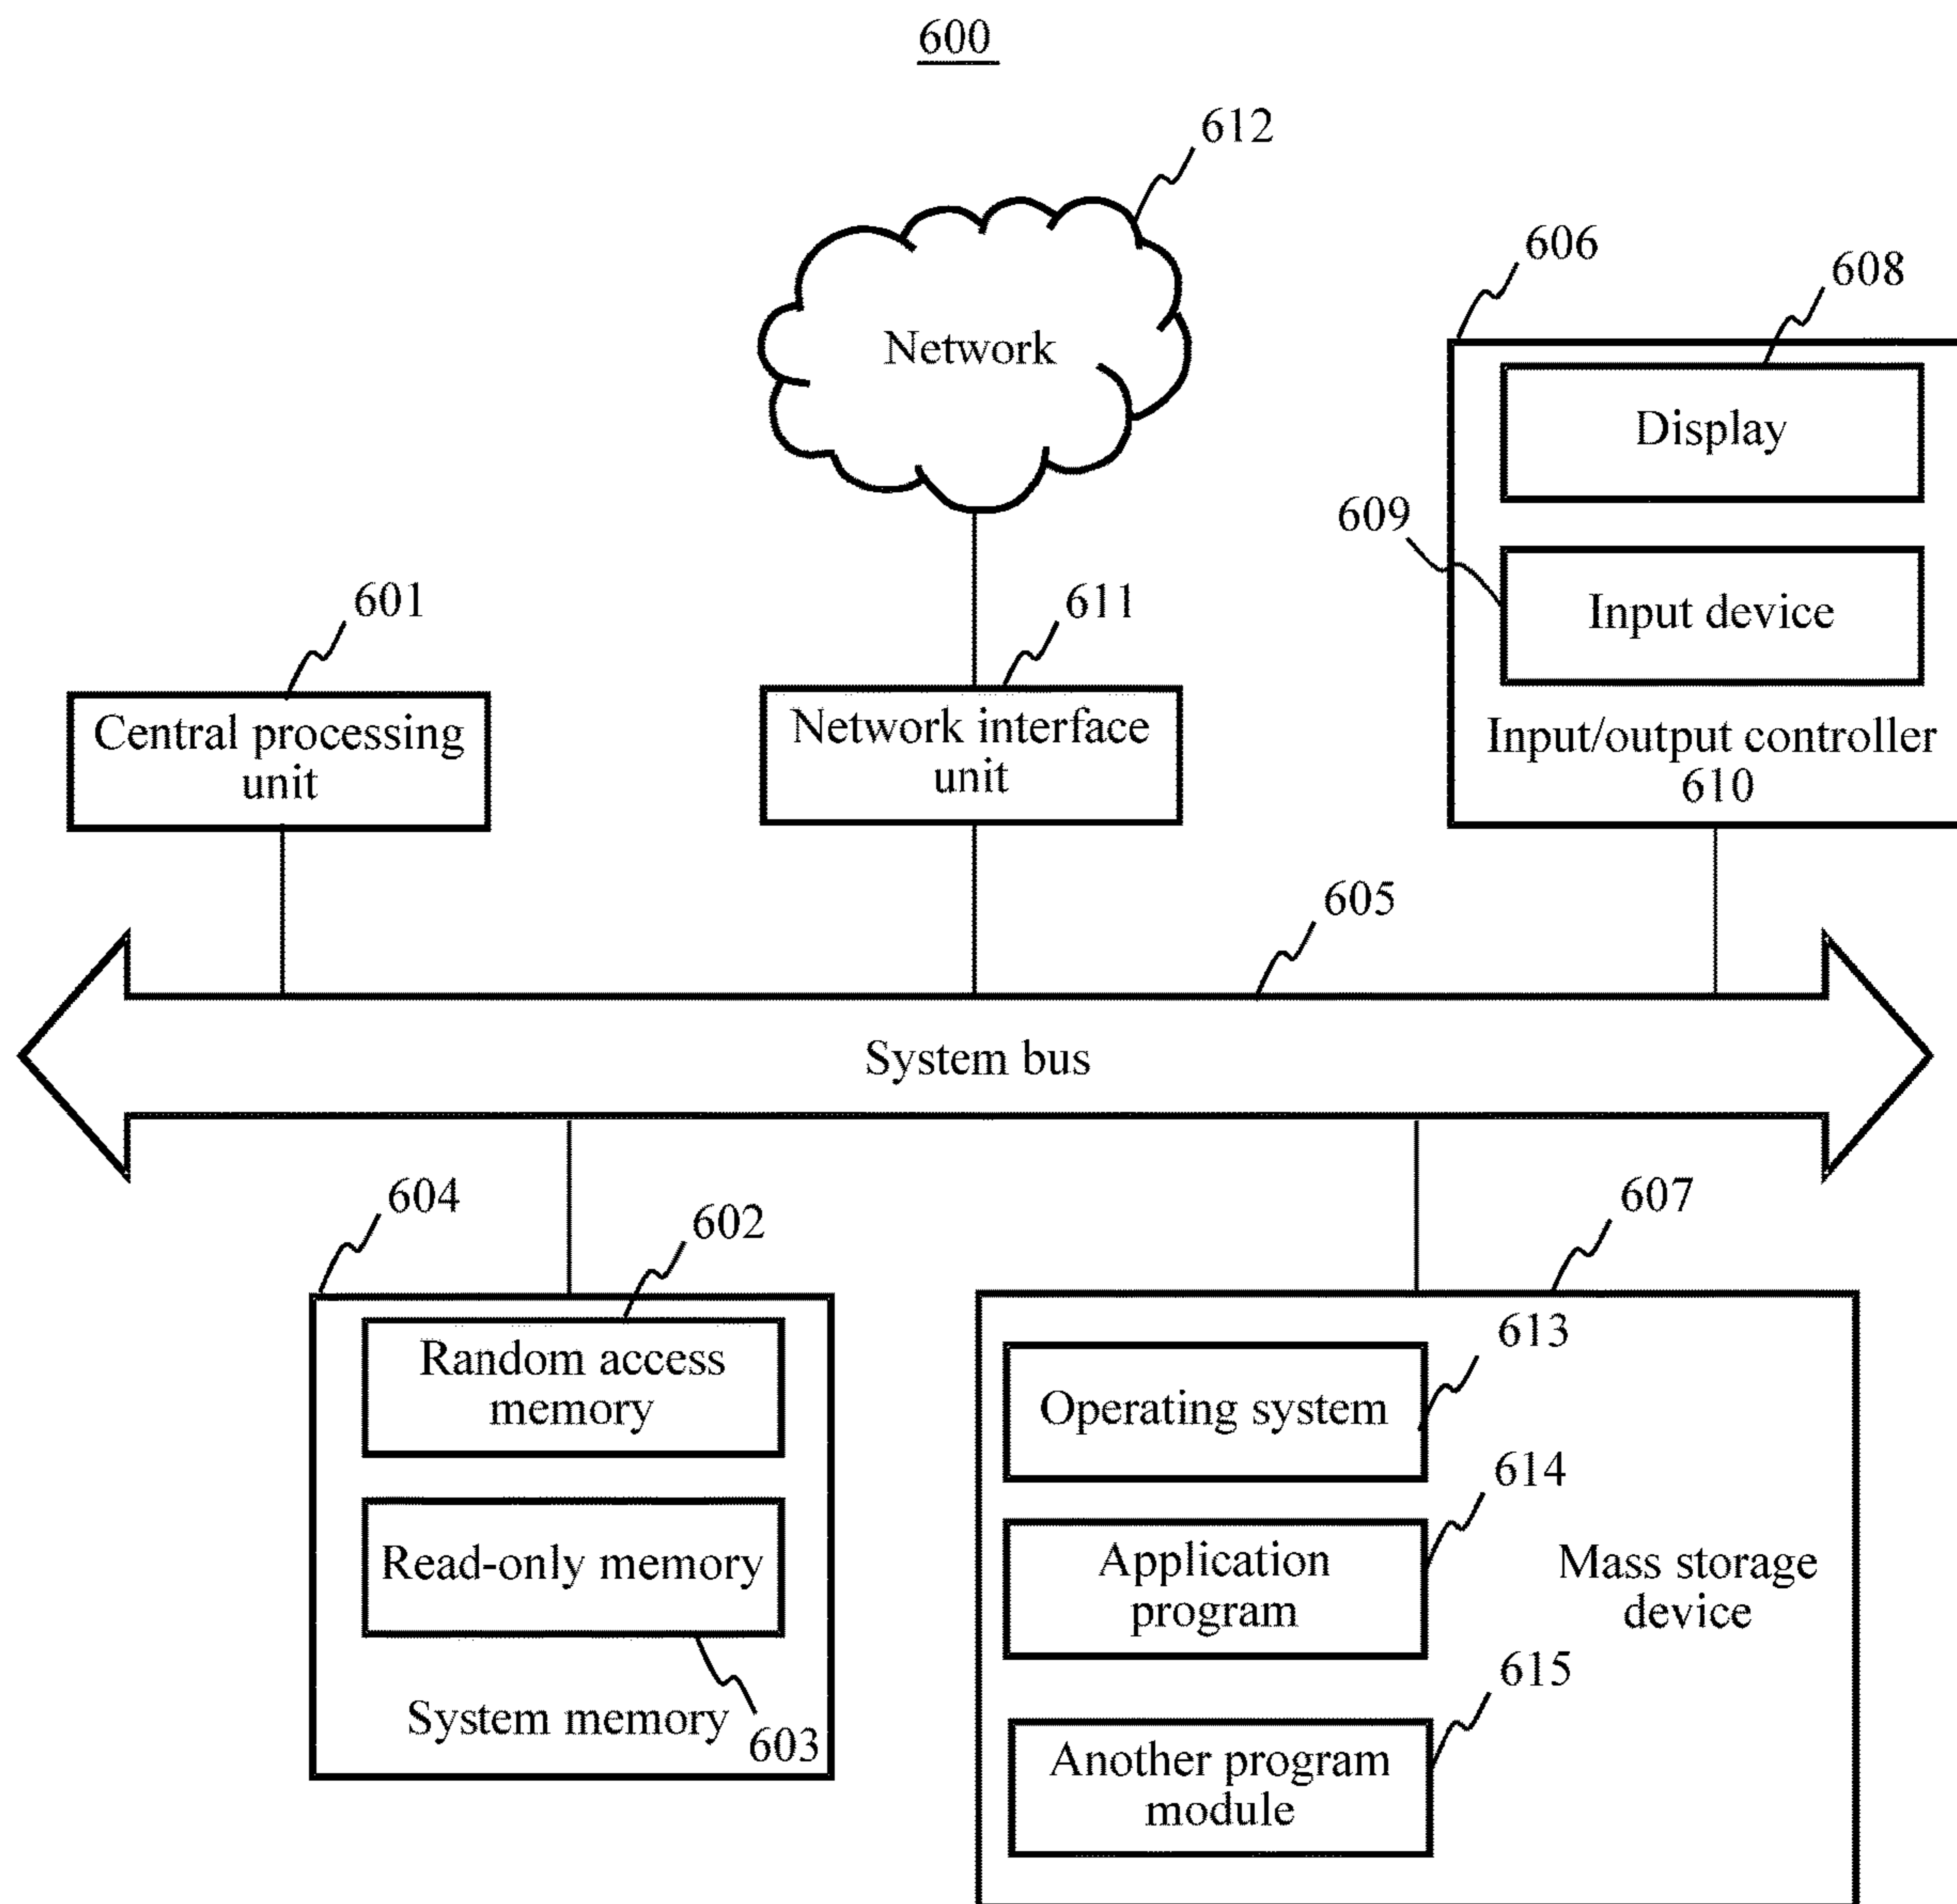 600
612
606
608
Network
Display
609
Input device
601
611
Central processing
unit
Network interface
unit
Input/output controller
610
605
System bus
604
602
607
Random access
memory
613
Operating system
Read-only memory
614
Application
program
Mass storage
device
System memory
603
615
Another program
module